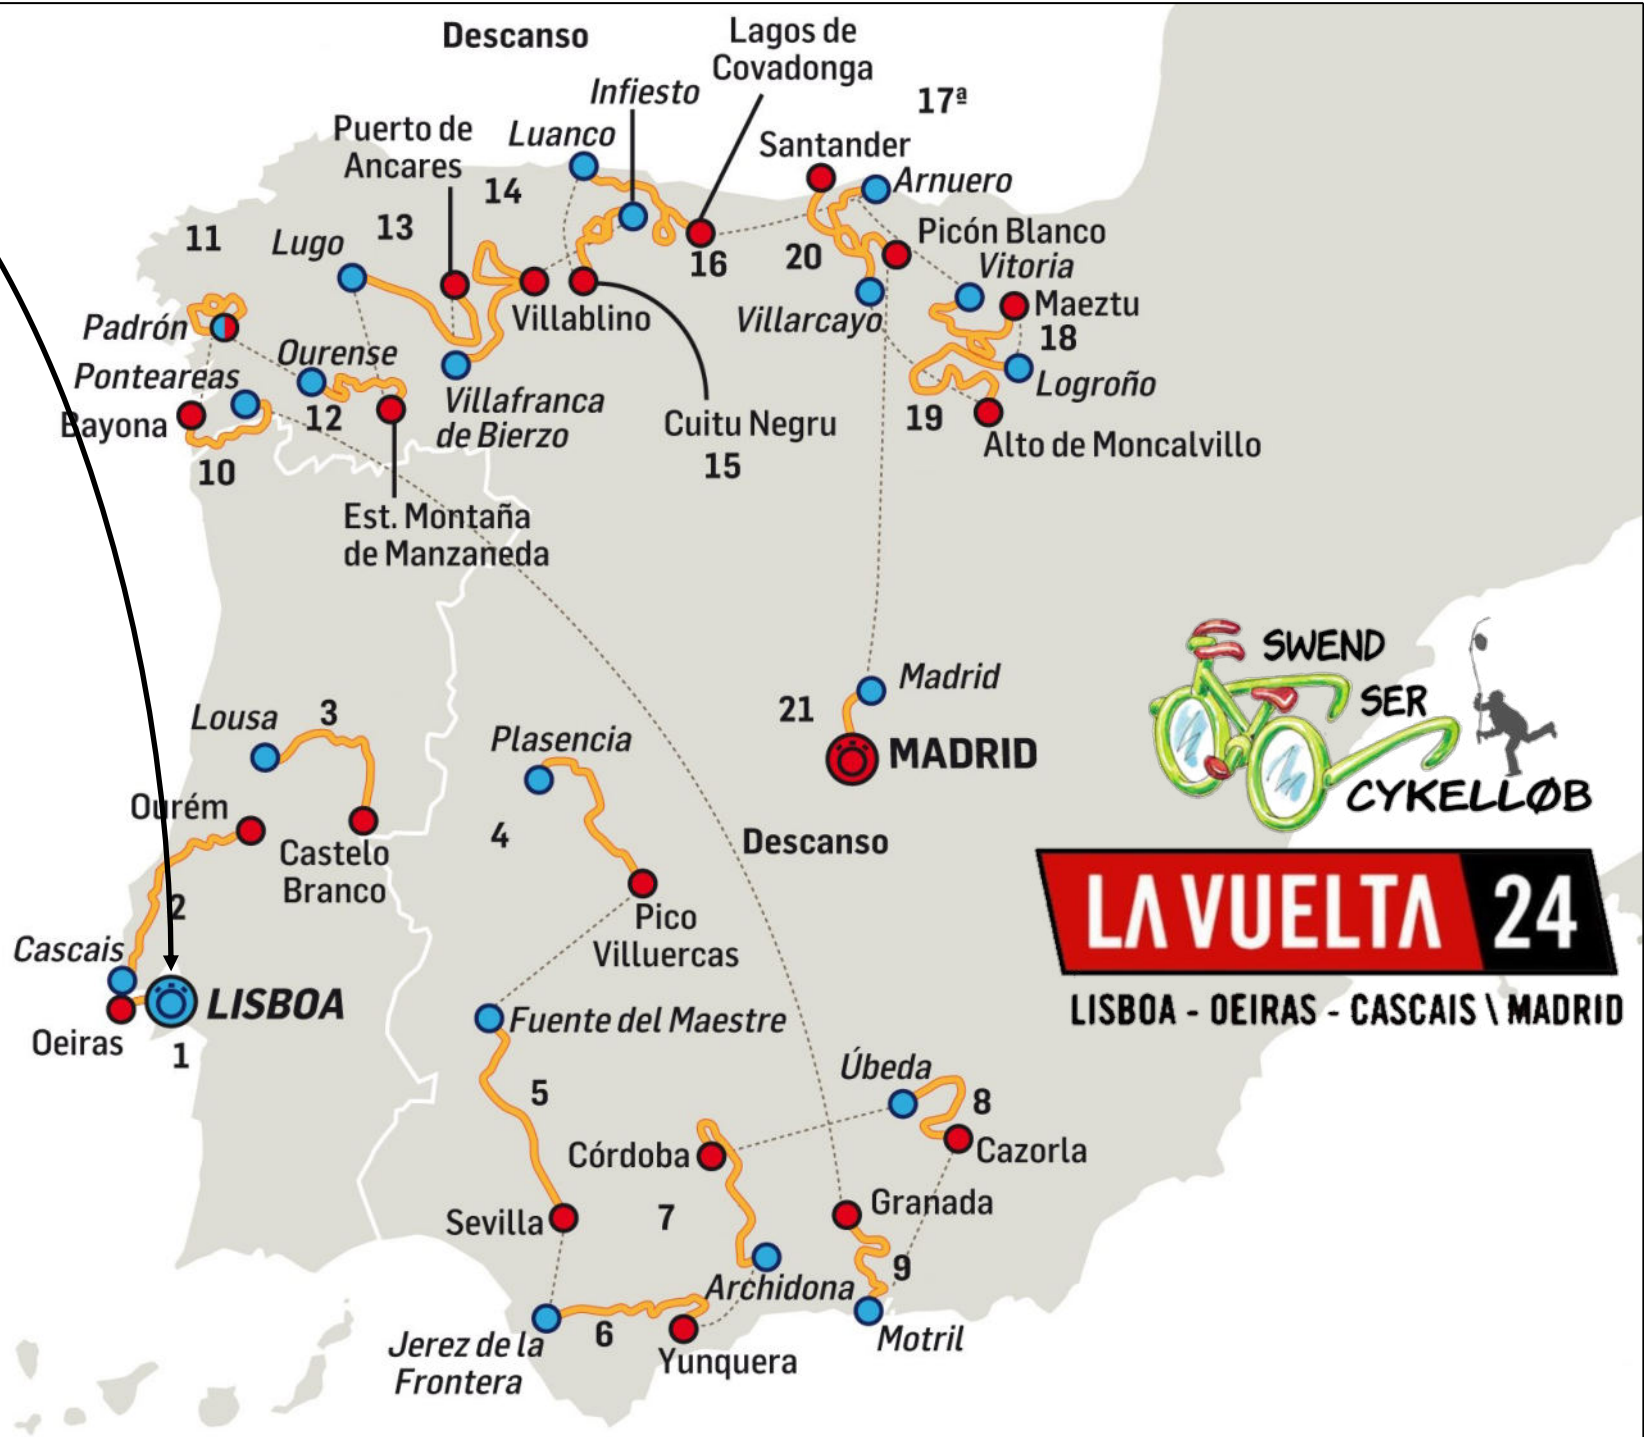 Descanso
Lagos de
Covadonga
Infiesto
17ª
Puerto de
Ancares
Luanco
Santander
14
Arnuero
11
Lugo
13
Picón Blanco
20
16
Vitoria
Padrón
Villablino
Villarcayo
Maeztu
18
Ourense
Ponteareas
Bayona
12
Villafranca
de Bierzo
Cuitu Negru
15
Logroño
19
Alto de Moncalvillo
10
Est. Montaña
de Manzaneda
SWEND
SER
CYKELLØB
Madrid
21
MADRID
Lousa
3
Plasencia
Ourém
4
Descanso
Castelo
Branco
2
Pico
Villuercas
LA VUELTA 24
LISBOA - OEIRAS - CASCAIS \ MADRID
Cascais
LISBOA
Oeiras
1
Fuente del Maestre
5
Úbeda
8
Córdoba
Cazorla
Sevilla
7
Granada
9
Archidona
Jerez de la
Frontera
6
Yunquera
Motril